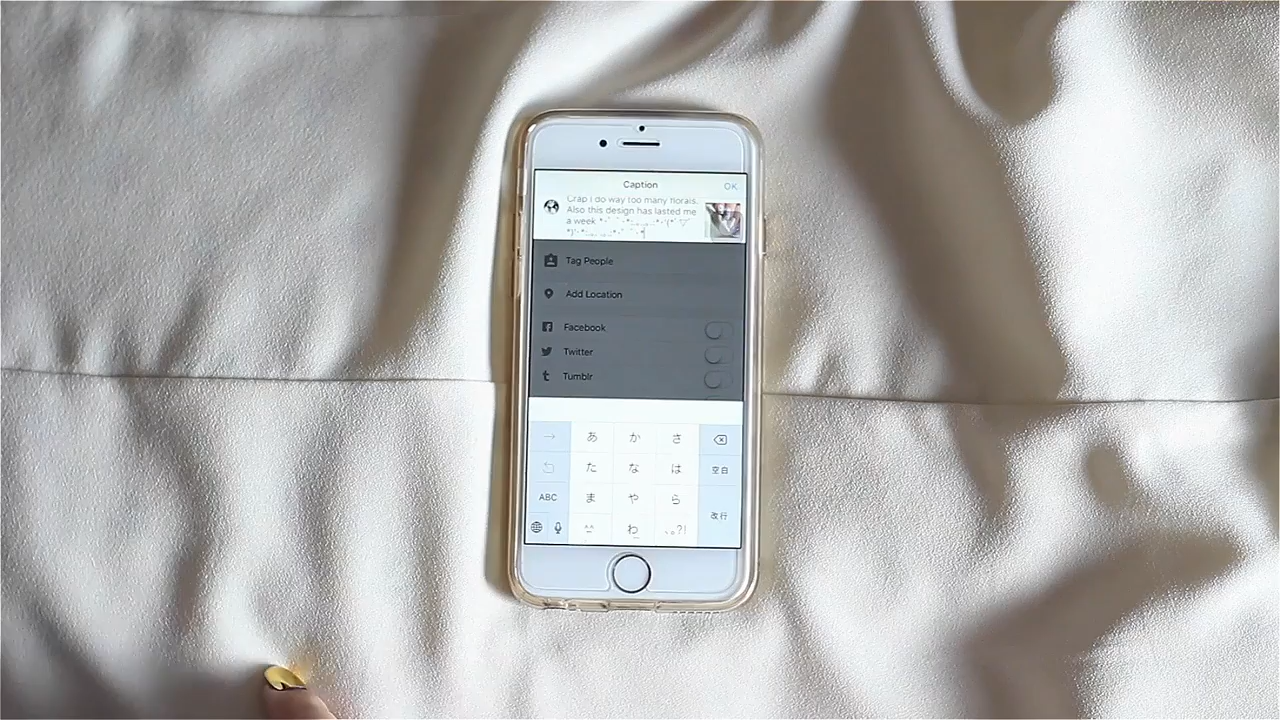 Caption OK
Crap I do way too many florals.
Also this design has lasted me
a week
Tag People
Add Location
Facebook
Twitter
Tumblr
→ あ か さ
た な は 空白
ABC ま や ら
^^ わ 、。?! 改行